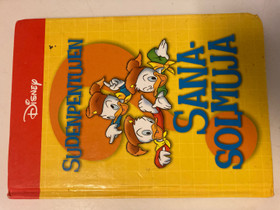 Disney
SUDENPENTUJEN
SANA-
SOLMUJA